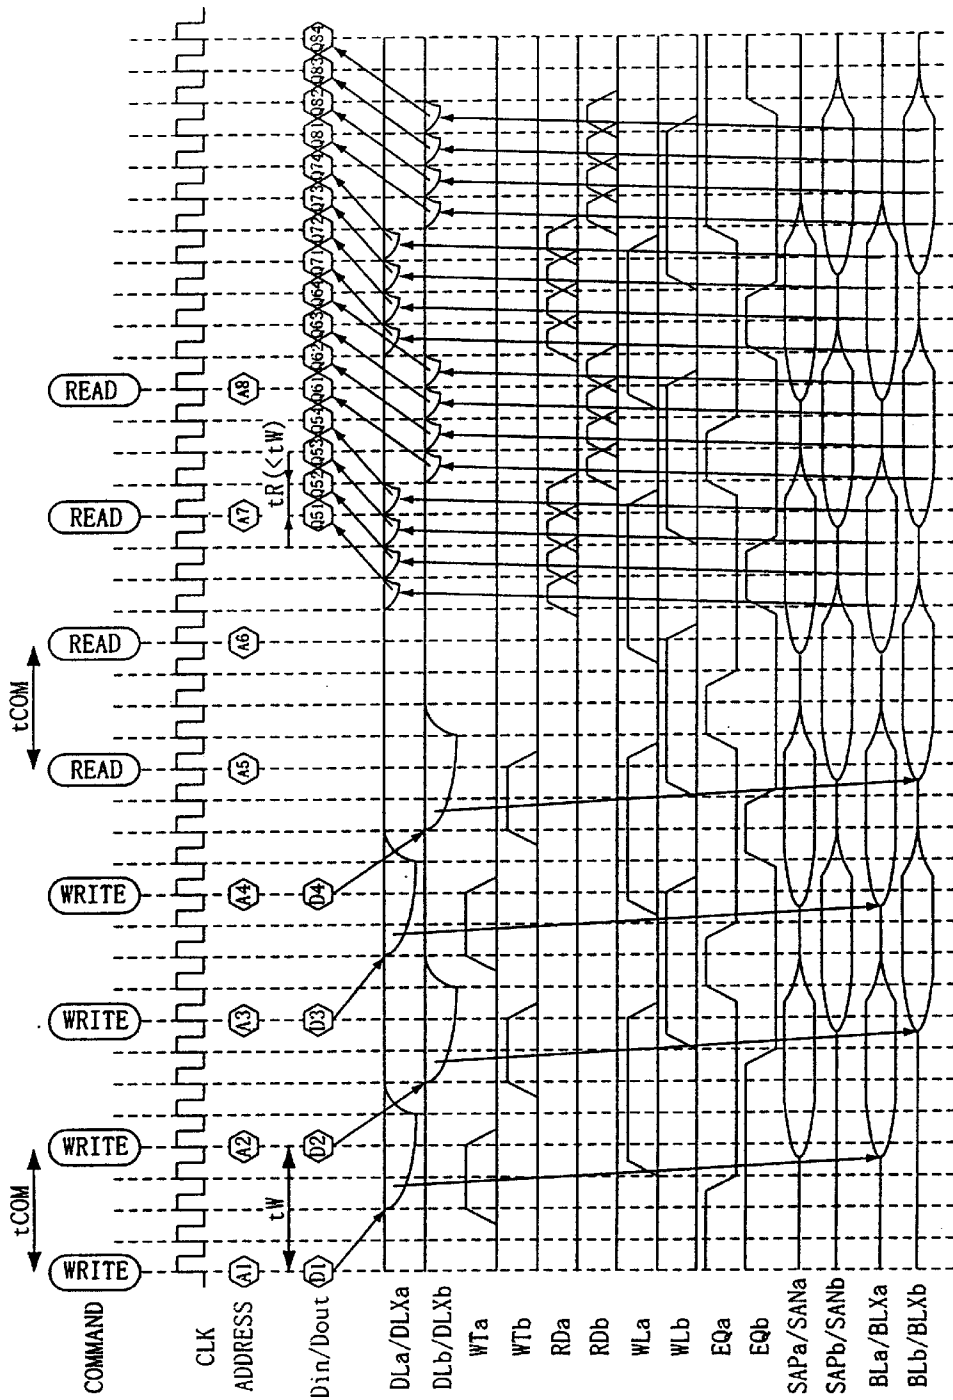 COMMAND WRITE WRITE WRITE WRITE READ READ READ READ
tCOM tCOM
CLK
ADDRESS A1 A2 A3 A4 A5 A6 A7 A8
tW tR(<tW)
Din/Dout D1 D2 D3 D4 Q51 Q52 Q53 Q54 Q61 Q62 Q63 Q64 Q71 Q72 Q73 Q74 Q81 Q82 Q83 Q84
DLa/DLXa
DLb/DLXb
WTa
WTb
RDa
RDb
WLa
WLb
EQa
EQb
SAPa/SANa
SAPb/SANb
BLa/BLXa
BLb/BLXb